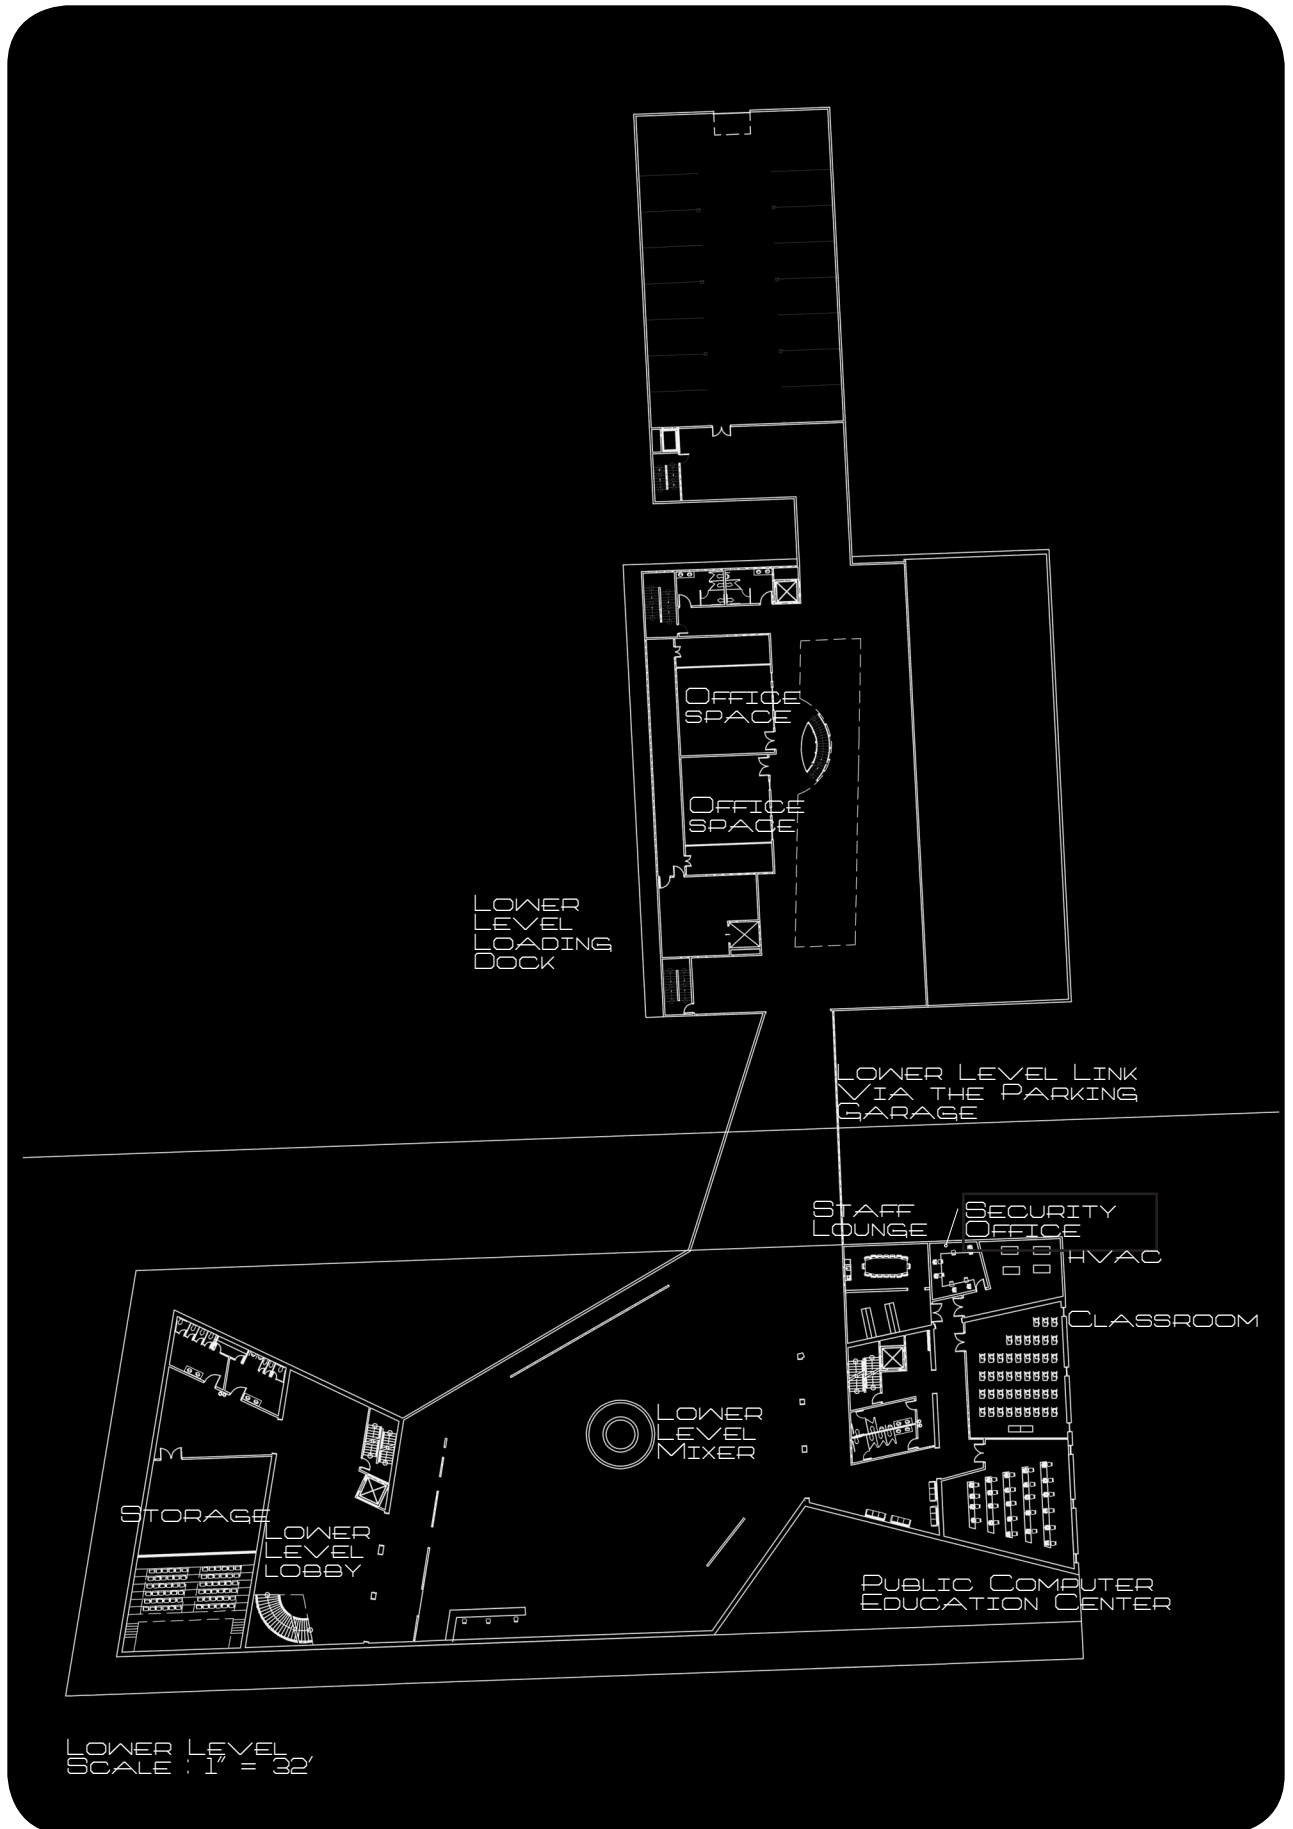 Office
space
Office
space
Lower
Level
Loading
Dock
Lower Level Link
Via the Parking
Garage
Staff
Lounge
Security
Office
HVAC
Classroom
Lower
Level
Mixer
Storage
Lower
Level
lobby
Public Computer
Education Center
Lower Level
Scale : 1" = 32'